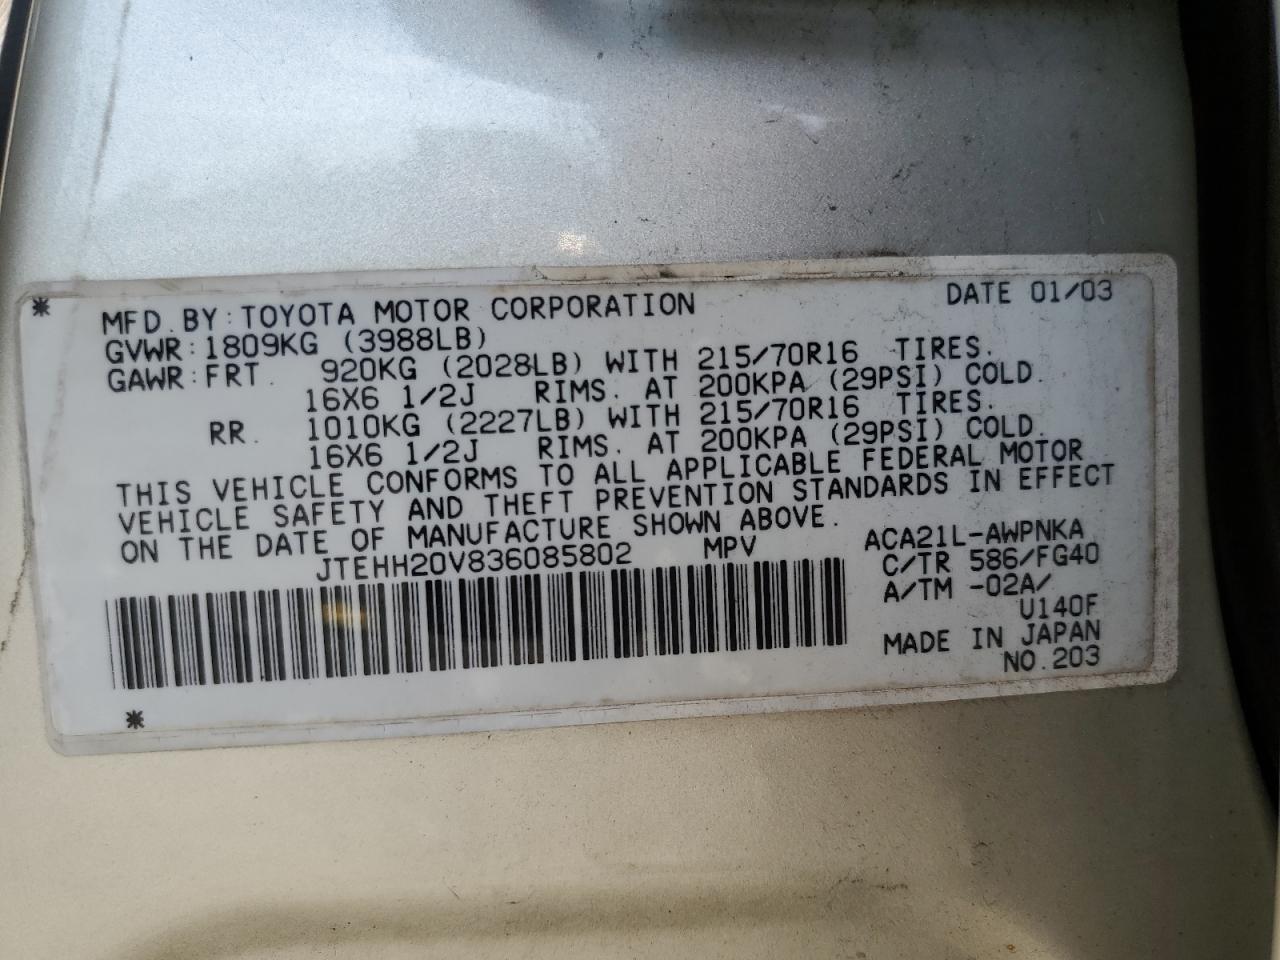 * MFD. BY: TOYOTA MOTOR CORPORATION DATE 01/03
GVWR: 1809KG (3988LB)
GAWR: FRT. 920KG (2028LB) WITH 215/70R16 TIRES.
16X6 1/2J RIMS. AT 200KPA (29PSI) COLD.
RR. 1010KG (2227LB) WITH 215/70R16 TIRES.
16X6 1/2J RIMS. AT 200KPA (29PSI) COLD.
THIS VEHICLE CONFORMS TO ALL APPLICABLE FEDERAL MOTOR
VEHICLE SAFETY AND THEFT PREVENTION STANDARDS IN EFFECT
ON THE DATE OF MANUFACTURE SHOWN ABOVE.
JTEHH20V836085802 MPV
ACA21L-AWPNKA
C/TR 586/FG40
A/TM -02A/
U140F
MADE IN JAPAN
NO.203
*